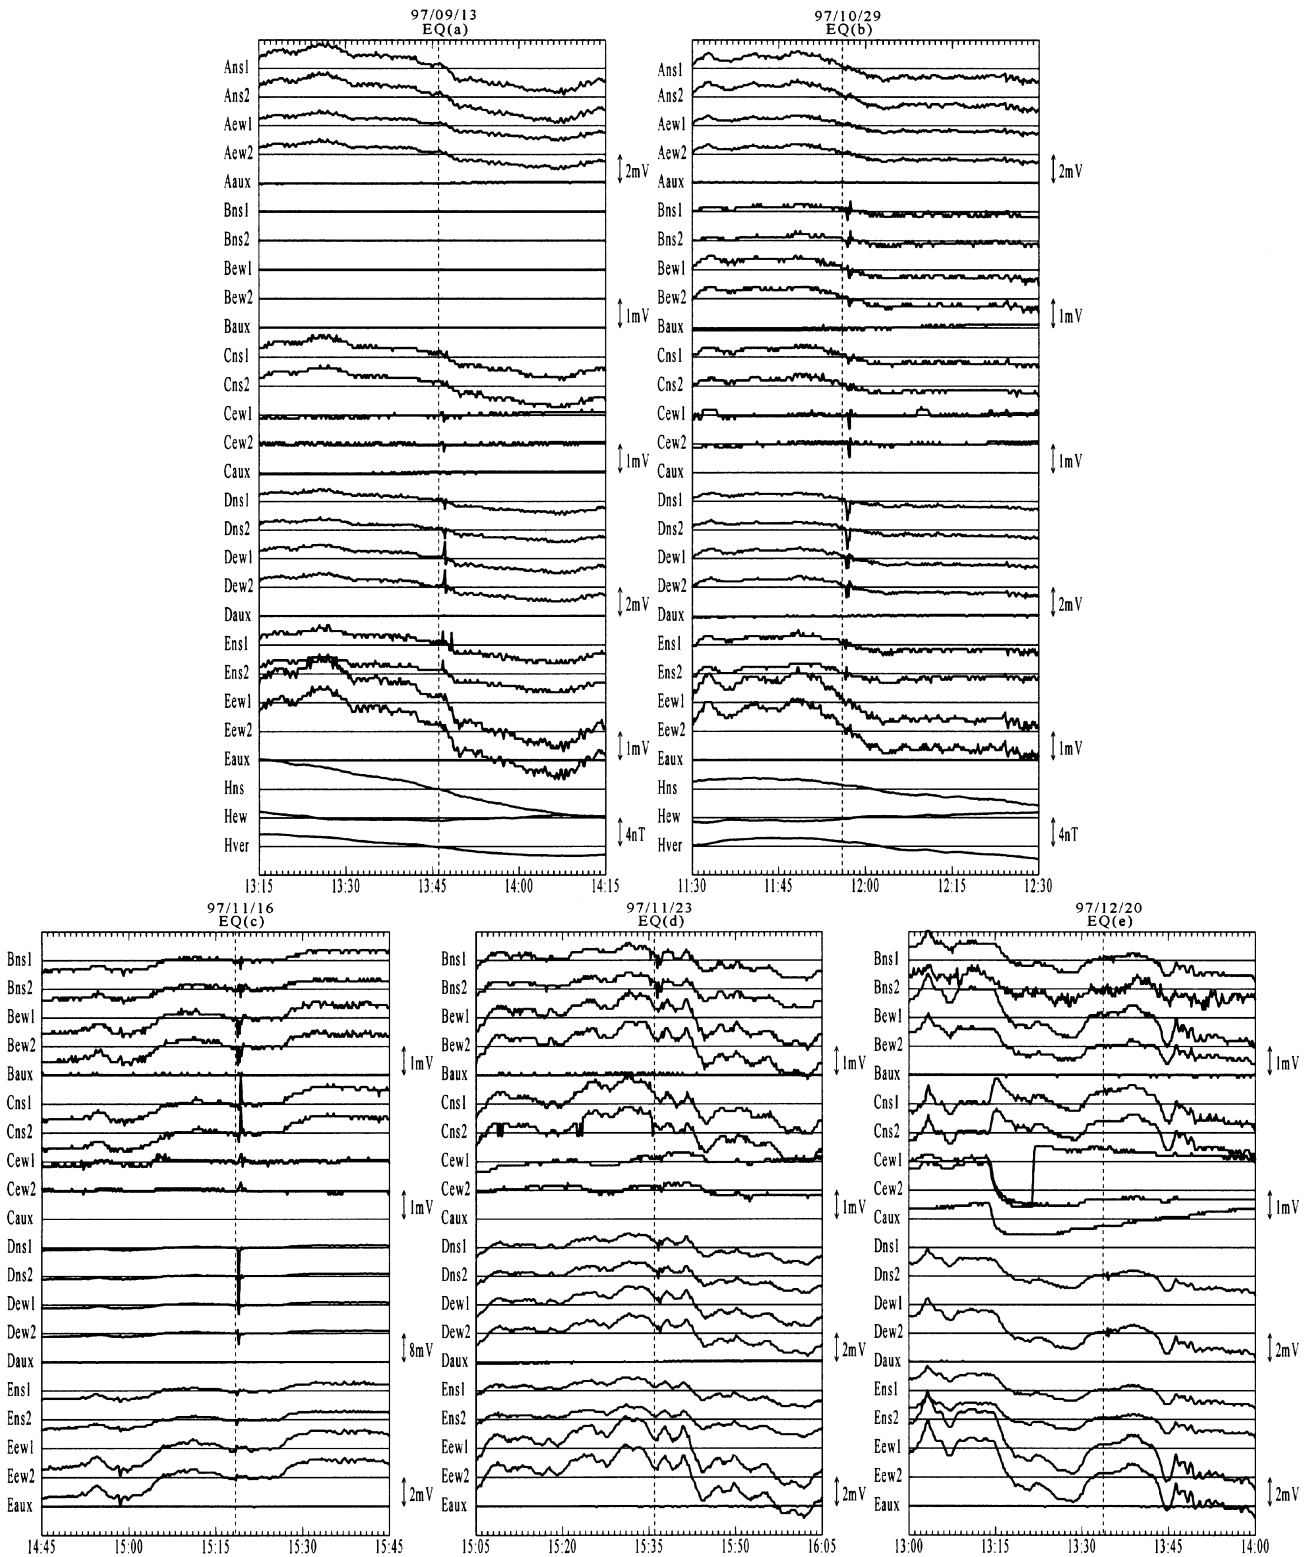 97/09/13
EQ(a)
Ans1
Ans2
Aew1
Aew2
2mV
Aaux
Bns1
Bns2
Bew1
Bew2
1mV
Baux
Cns1
Cns2
Cew1
Cew2
1mV
Caux
Dns1
Dns2
Dew1
Dew2
2mV
Daux
Ens1
Ens2
Eew1
Eew2
1mV
Eaux
Hns
Hew
4nT
Hver
13:15 13:30 13:45 14:00 14:15
97/10/29
EQ(b)
Ans1
Ans2
Aew1
Aew2
2mV
Aaux
Bns1
Bns2
Bew1
Bew2
1mV
Baux
Cns1
Cns2
Cew1
Cew2
1mV
Caux
Dns1
Dns2
Dew1
Dew2
2mV
Daux
Ens1
Ens2
Eew1
Eew2
1mV
Eaux
Hns
Hew
4nT
Hver
11:30 11:45 12:00 12:15 12:30
97/11/16
EQ(c)
Bns1
Bns2
Bew1
Bew2
1mV
Baux
Cns1
Cns2
Cew1
Cew2
1mV
Caux
Dns1
Dns2
Dew1
Dew2
8mV
Daux
Ens1
Ens2
Eew1
Eew2
2mV
Eaux
14:45 15:00 15:15 15:30 15:45
97/11/23
EQ(d)
Bns1
Bns2
Bew1
Bew2
1mV
Baux
Cns1
Cns2
Cew1
Cew2
1mV
Caux
Dns1
Dns2
Dew1
Dew2
2mV
Daux
Ens1
Ens2
Eew1
Eew2
2mV
Eaux
15:05 15:20 15:35 15:50 16:05
97/12/20
EQ(e)
Bns1
Bns2
Bew1
Bew2
1mV
Baux
Cns1
Cns2
Cew1
Cew2
1mV
Caux
Dns1
Dns2
Dew1
Dew2
2mV
Daux
Ens1
Ens2
Eew1
Eew2
2mV
Eaux
13:00 13:15 13:30 13:45 14:00